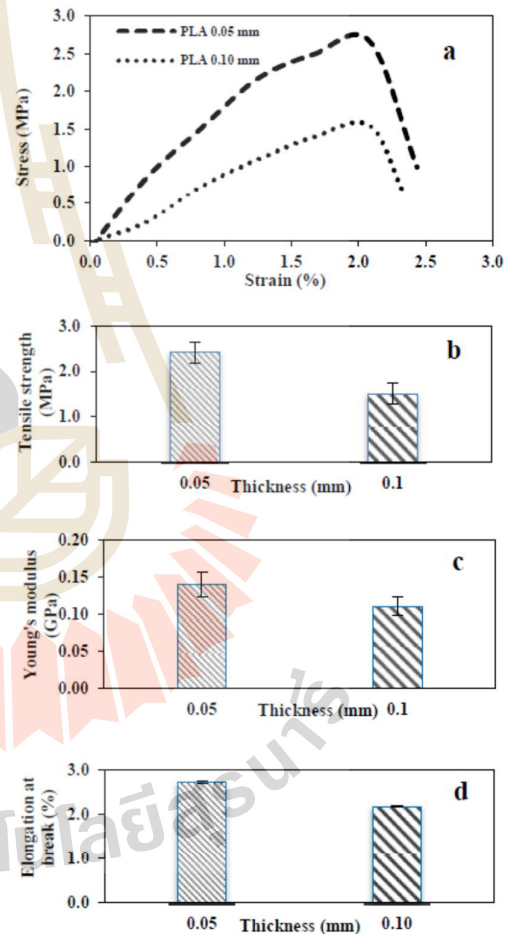 3.0
2.5
2.0
1.5
1.0
0.5
0.0
Stress (MPa)
PLA 0.05 mm
PLA 0.10 mm
a
0.0 0.5 1.0 1.5 2.0 2.5 3.0
Strain (%)
3.0
2.0
1.0
0.0
Tensile strength
(MPa)
b
0.05 Thickness (mm) 0.1
0.20
0.15
0.10
0.05
0.00
Young's modulus
(GPa)
c
0.05 Thickness (mm) 0.1
3.0
2.0
1.0
0.0
Elongation at
break (%)
d
0.05 Thickness (mm) 0.10